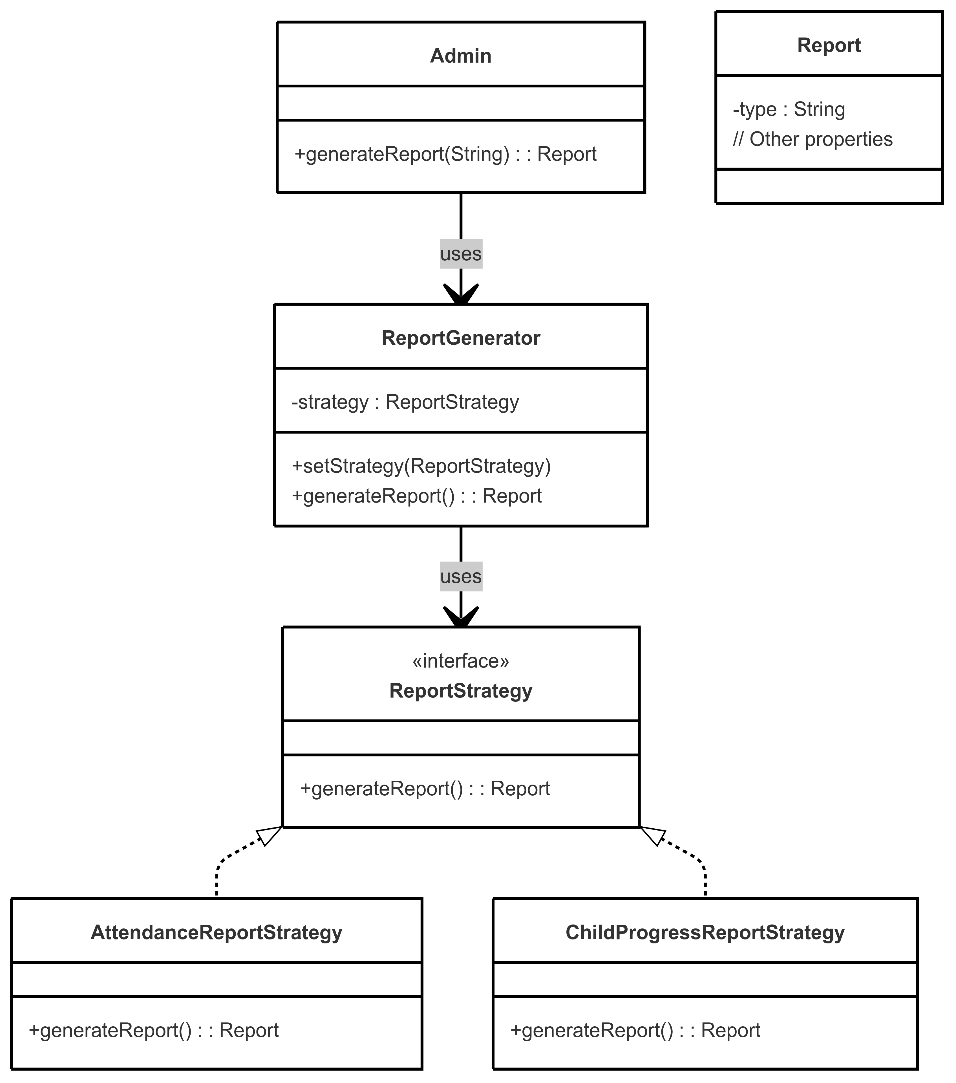 Admin
+generateReport(String) : : Report
Report
-type : String
// Other properties
uses
ReportGenerator
-strategy : ReportStrategy
+setStrategy(ReportStrategy)
+generateReport() : : Report
uses
«interface»
ReportStrategy
+generateReport() : : Report
AttendanceReportStrategy
+generateReport() : : Report
ChildProgressReportStrategy
+generateReport() : : Report